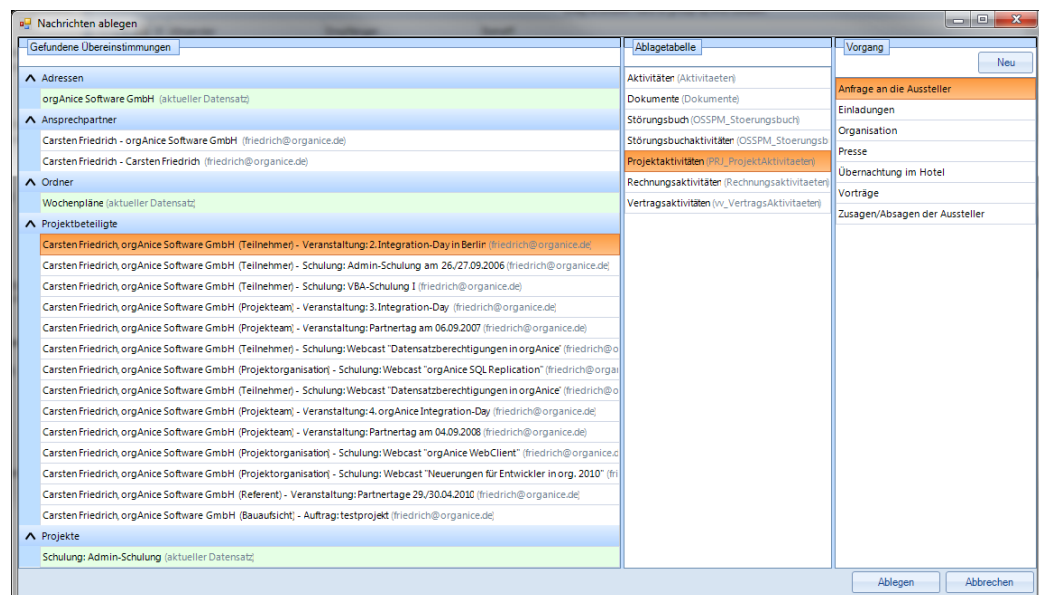 Nachrichten ablegen
Gefundene Übereinstimmungen
Adressen
orgAnice Software GmbH (aktueller Datensatz)
Ansprechpartner
Carsten Friedrich - orgAnice Software GmbH (friedrich@organice.de)
Carsten Friedrich - Carsten Friedrich (friedrich@organice.de)
Ordner
Wochenpläne (aktueller Datensatz)
Projektbeteiligte
Carsten Friedrich, orgAnice Software GmbH (Teilnehmer) - Veranstaltung: 2. Integration-Day in Berlin (friedrich@organice.de)
Carsten Friedrich, orgAnice Software GmbH (Teilnehmer) - Schulung: Admin-Schulung am 26./27.09.2006 (friedrich@organice.de)
Carsten Friedrich, orgAnice Software GmbH (Teilnehmer) - Schulung: VBA-Schulung I (friedrich@organice.de)
Carsten Friedrich, orgAnice Software GmbH (Projekteam) - Veranstaltung: 3. Integration-Day (friedrich@organice.de)
Carsten Friedrich, orgAnice Software GmbH (Projekteam) - Veranstaltung: Partnertag am 06.09.2007 (friedrich@organice.de)
Carsten Friedrich, orgAnice Software GmbH (Teilnehmer) - Schulung: Webcast "Datensatzberechtigungen in orgAnice" (friedrich@o
Carsten Friedrich, orgAnice Software GmbH (Projektorganisation) - Schulung: Webcast "orgAnice SQL Replication" (friedrich@orga
Carsten Friedrich, orgAnice Software GmbH (Teilnehmer) - Schulung: Webcast "Datensatzberechtigungen in orgAnice" (friedrich@o
Carsten Friedrich, orgAnice Software GmbH (Projekteam) - Veranstaltung: 4. orgAnice Integration-Day (friedrich@organice.de)
Carsten Friedrich, orgAnice Software GmbH (Projekteam) - Veranstaltung: Partnertag am 04.09.2008 (friedrich@organice.de)
Carsten Friedrich, orgAnice Software GmbH (Projektorganisation) - Schulung: Webcast "orgAnice WebClient" (friedrich@organice.c
Carsten Friedrich, orgAnice Software GmbH (Projektorganisation) - Schulung: Webcast "Neuerungen für Entwickler in org. 2010" (fri
Carsten Friedrich, orgAnice Software GmbH (Referent) - Veranstaltung: Partnertage 29./30.04.2010 (friedrich@organice.de)
Carsten Friedrich, orgAnice Software GmbH (Bauaufsicht) - Auftrag: testprojekt (friedrich@organice.de)
Projekte
Schulung: Admin-Schulung (aktueller Datensatz)
Ablagetabelle
Aktivitäten (Aktivitaeten)
Dokumente (Dokumente)
Störungsbuch (OSSPM_Stoerungsbuch)
Störungsbuchaktivitäten (OSSPM_Stoerungsb
Projektaktivitäten (PRJ_ProjektAktivitaeten)
Rechnungsaktivitäten (Rechnungsaktivitaeten)
Vertragsaktivitäten (vv_VertragsAktivitaeten)
Vorgang
Neu
Anfrage an die Aussteller
Einladungen
Organisation
Presse
Übernachtung im Hotel
Vorträge
Zusagen/Absagen der Aussteller
Ablegen
Abbrechen